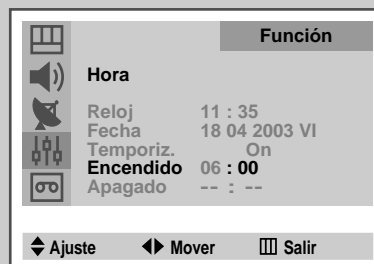 Función
Hora
Reloj 11 : 35
Fecha 18 04 2003 VI
Temporiz. On
Encendido 06 : 00
Apagado -- : --
Ajuste Mover Salir